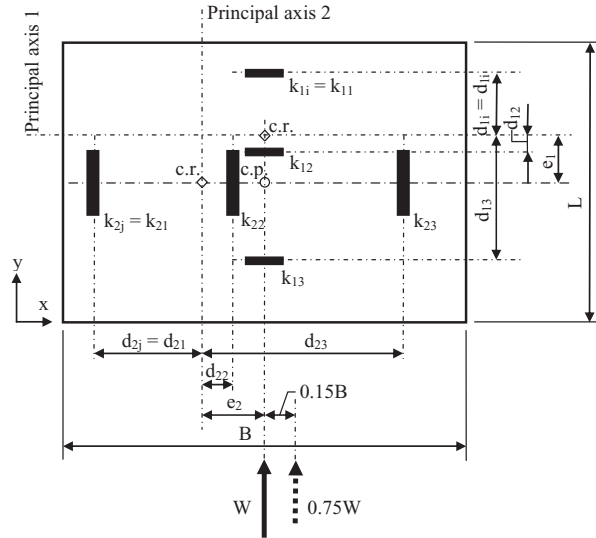 Principal axis 2
Principal axis 1
k1i = k11
d1i = d1i
d12
c.r.
k12
e1
c.r.
c.p.
d13
L
k2j = k21
k22
k23
k13
y
x
d2j = d21
d23
d22
e2
0.15B
B
W
0.75W